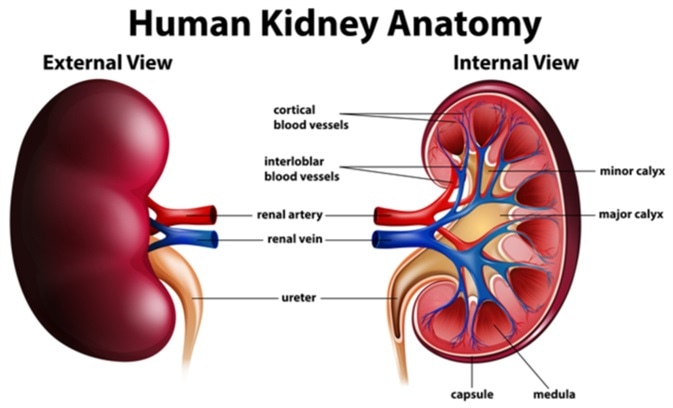 Human Kidney Anatomy
External View
Internal View
cortical
blood vessels
interloblar
blood vessels
minor calyx
renal artery
major calyx
renal vein
ureter
capsule
medula